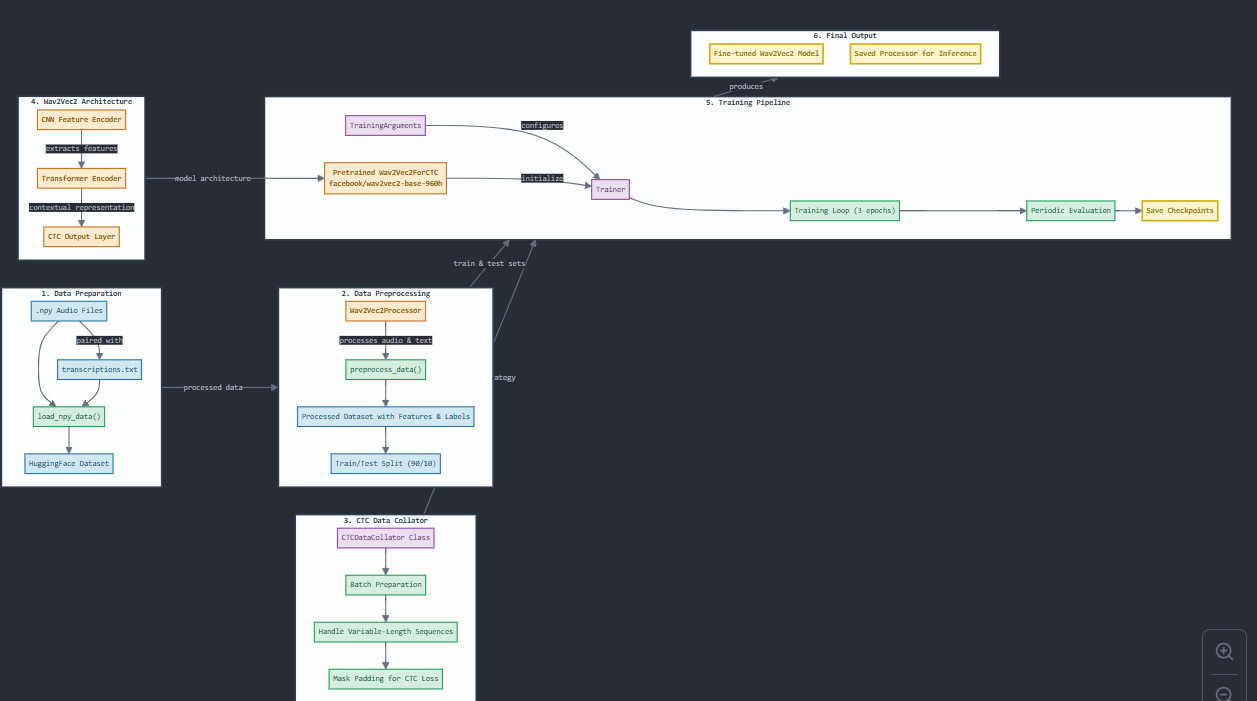 6. Final Output
Fine-tuned Wav2Vec2 Model
Saved Processor for Inference
produces
4. Wav2Vec2 Architecture
CNN Feature Encoder
extracts features
Transformer Encoder
contextual representation
CTC Output Layer
model architecture
5. Training Pipeline
TrainingArguments
configures
Pretrained Wav2Vec2ForCTC
facebook/wav2vec2-base-960h
initialize
Trainer
Training Loop (3 epochs)
Periodic Evaluation
Save Checkpoints
train & test sets
1. Data Preparation
.npy Audio Files
paired with
transcriptions.txt
load_npy_data()
HuggingFace Dataset
processed data
2. Data Preprocessing
Wav2Vec2Processor
processes audio & text
preprocess_data()
Processed Dataset with Features & Labels
Train/Test Split (90/10)
ategy
3. CTC Data Collator
CTCDataCollator Class
Batch Preparation
Handle Variable-Length Sequences
Mask Padding for CTC Loss